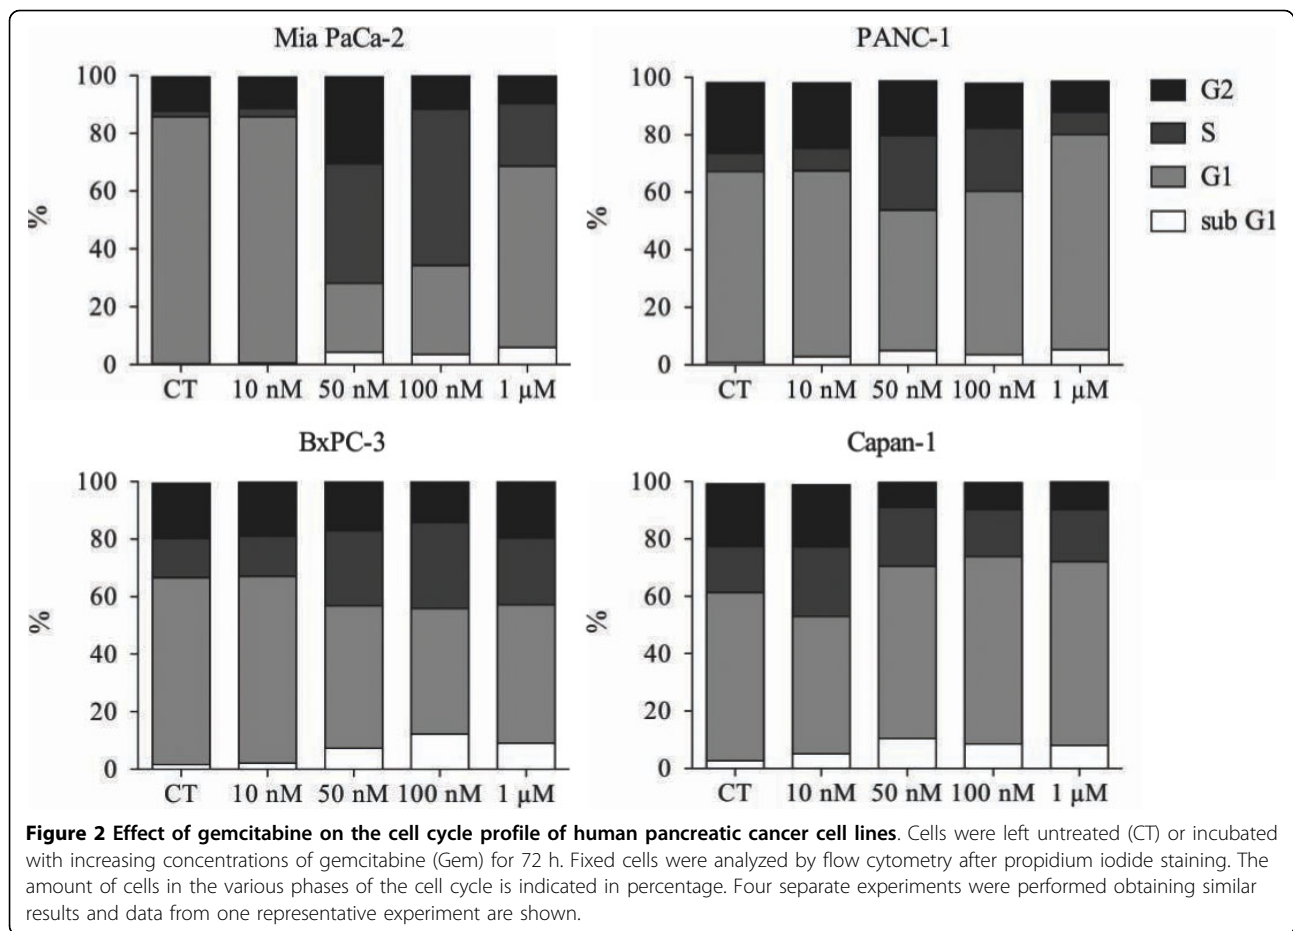 Mia PaCa-2
100
80
60
40
20
0
%
CT 10 nM 50 nM 100 nM 1 µM
PANC-1
100
80
60
40
20
0
%
CT 10 nM 50 nM 100 nM 1 µM
G2
S
G1
sub G1
BxPC-3
100
80
60
40
20
0
%
CT 10 nM 50 nM 100 nM 1 µM
Capan-1
100
80
60
40
20
0
%
CT 10 nM 50 nM 100 nM 1 µM
Figure 2 Effect of gemcitabine on the cell cycle profile of human pancreatic cancer cell lines. Cells were left untreated (CT) or incubated
with increasing concentrations of gemcitabine (Gem) for 72 h. Fixed cells were analyzed by flow cytometry after propidium iodide staining. The
amount of cells in the various phases of the cell cycle is indicated in percentage. Four separate experiments were performed obtaining similar
results and data from one representative experiment are shown.